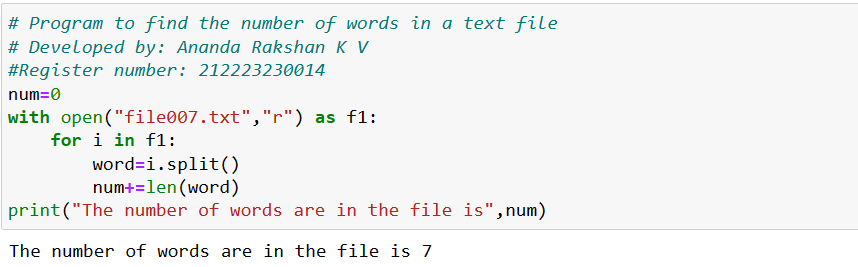 # Program to find the number of words in a text file
# Developed by: Ananda Rakshan K V
#Register number: 212223230014
num=0
with open("file007.txt","r") as f1:
    for i in f1:
        word=i.split()
        num+=len(word)
print("The number of words are in the file is",num)
The number of words are in the file is 7